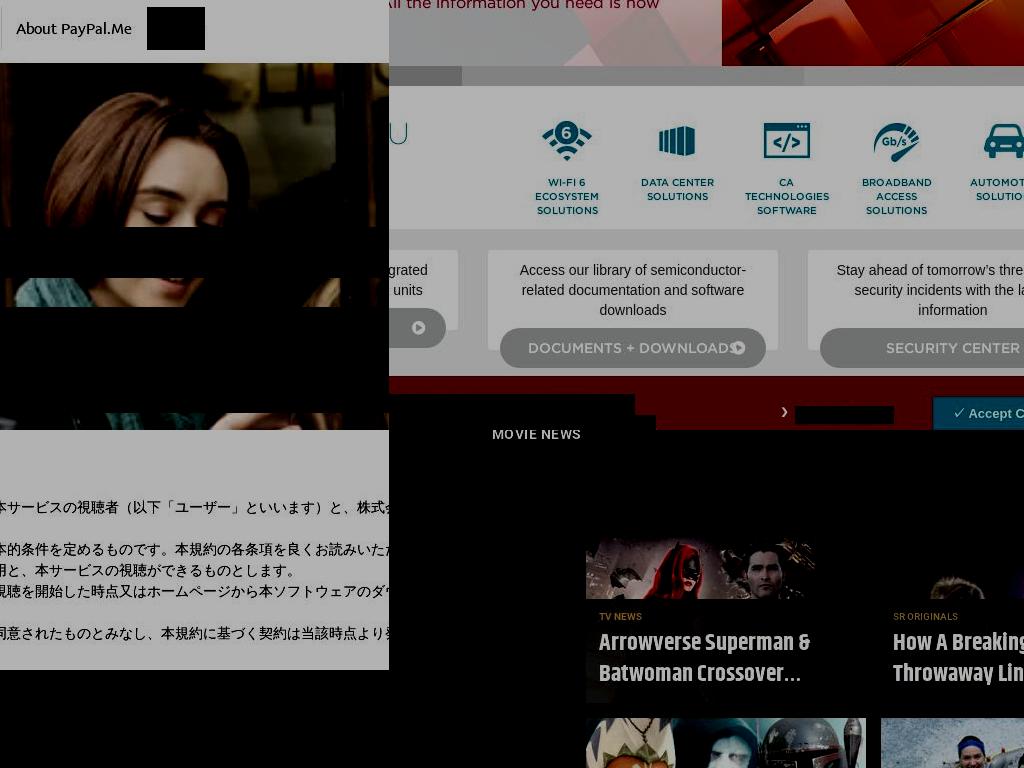 About PayPal.Me
All the information you need is now
U
6
WI-FI 6
ECOSYSTEM
SOLUTIONS
DATA CENTER
SOLUTIONS
CA
TECHNOLOGIES
SOFTWARE
Gb/s
BROADBAND
ACCESS
SOLUTIONS
units
Access our library of semiconductor-
related documentation and software
downloads
DOCUMENTS + DOWNLOADS
Stay ahead of tomorrow's
security incidents with the
information
SECURITY CENTER
✓ Accept
MOVIE NEWS
本サービスの視聴者（以下「ユーザー」といいます）と、株式
本的条件を定めるものです。本規約の各条項を良くお読みいた
用と、本サービスの視聴ができるものとします。
視聴を開始した時点又はホームページから本ソフトウェアのダ
同意されたものとみなし、本規約に基づく契約は当該時点より
TV NEWS
Arrowverse Superman &
Batwoman Crossover...
SR ORIGINALS
How A Breaking
Throwaway